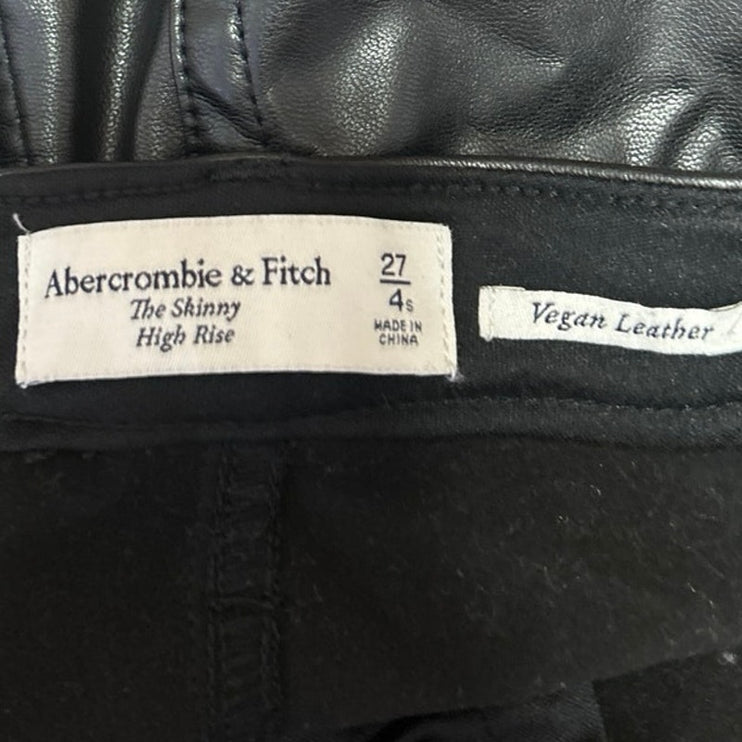 Abercrombie & Fitch
The Skinny
High Rise
27
4s
MADE IN
CHINA
Vegan Leather